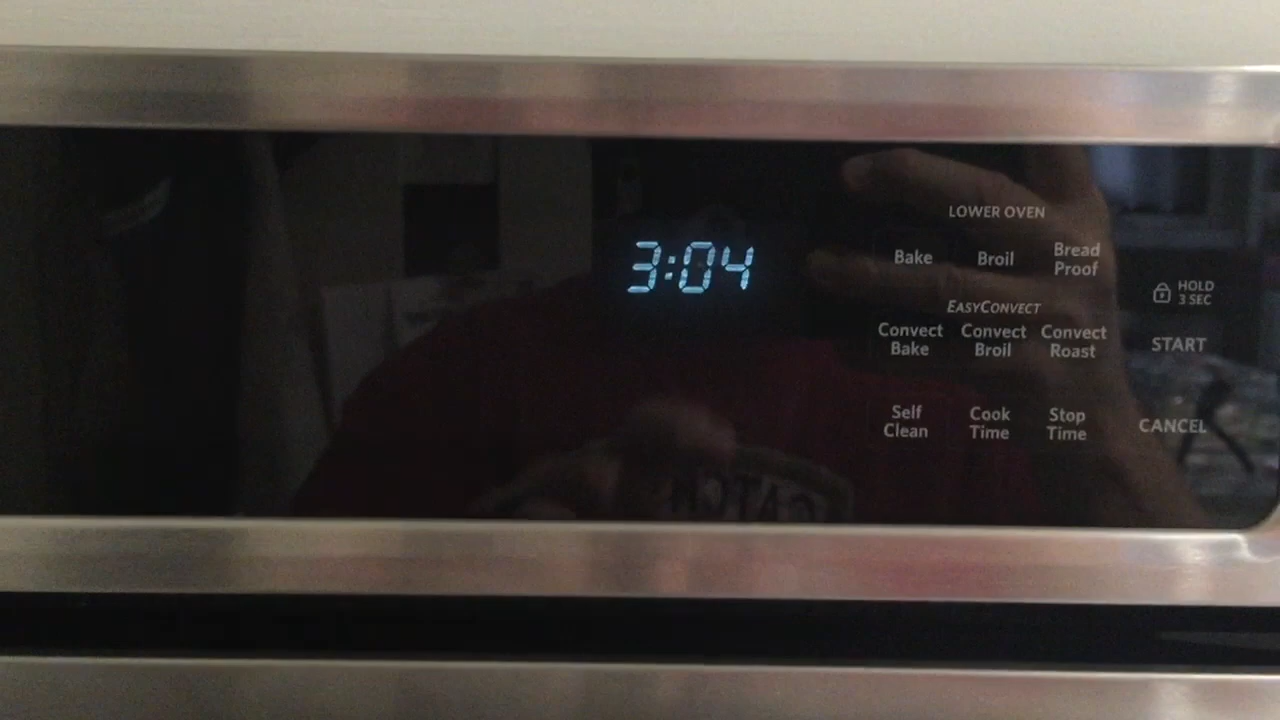 LOWER OVEN
3:04
Bake
Broil
Bread
Proof
HOLD
3 SEC
EASYCONVECT
Convect
Bake
Convect
Broil
Convect
Roast
START
Self
Clean
Cook
Time
Stop
Time
CANCEL